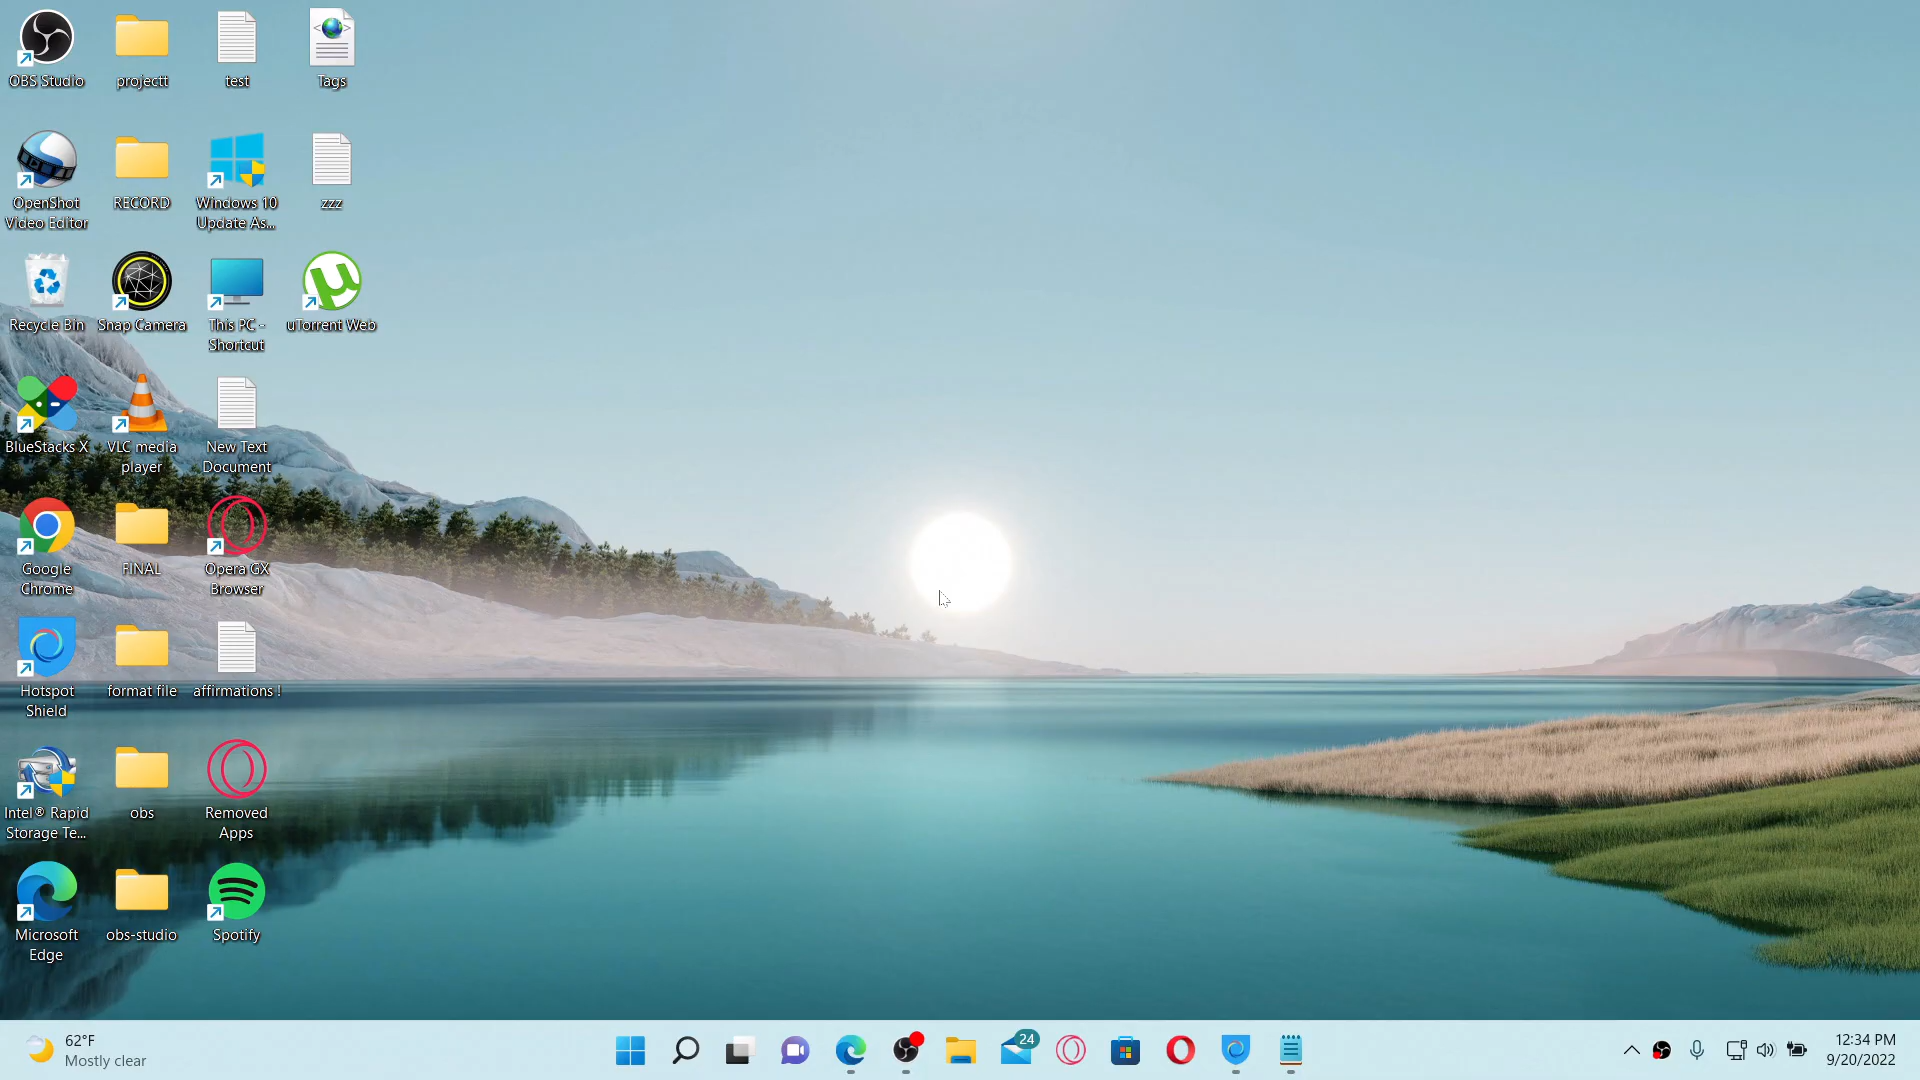 OBS Studio
projectt
test
Tags
OpenShot
Video Editor
RECORD
Windows 10
Update As...
zzz
Recycle Bin
Snap Camera
This PC -
Shortcut
uTorrent Web
BlueStacks X
VLC media
player
New Text
Document
Google
Chrome
FINAL
Opera GX
Browser
Hotspot
Shield
format file
affirmations !
Intel® Rapid
Storage Te...
obs
Removed
Apps
Microsoft
Edge
obs-studio
Spotify
62°F
Mostly clear
24
12:34 PM
9/20/2022